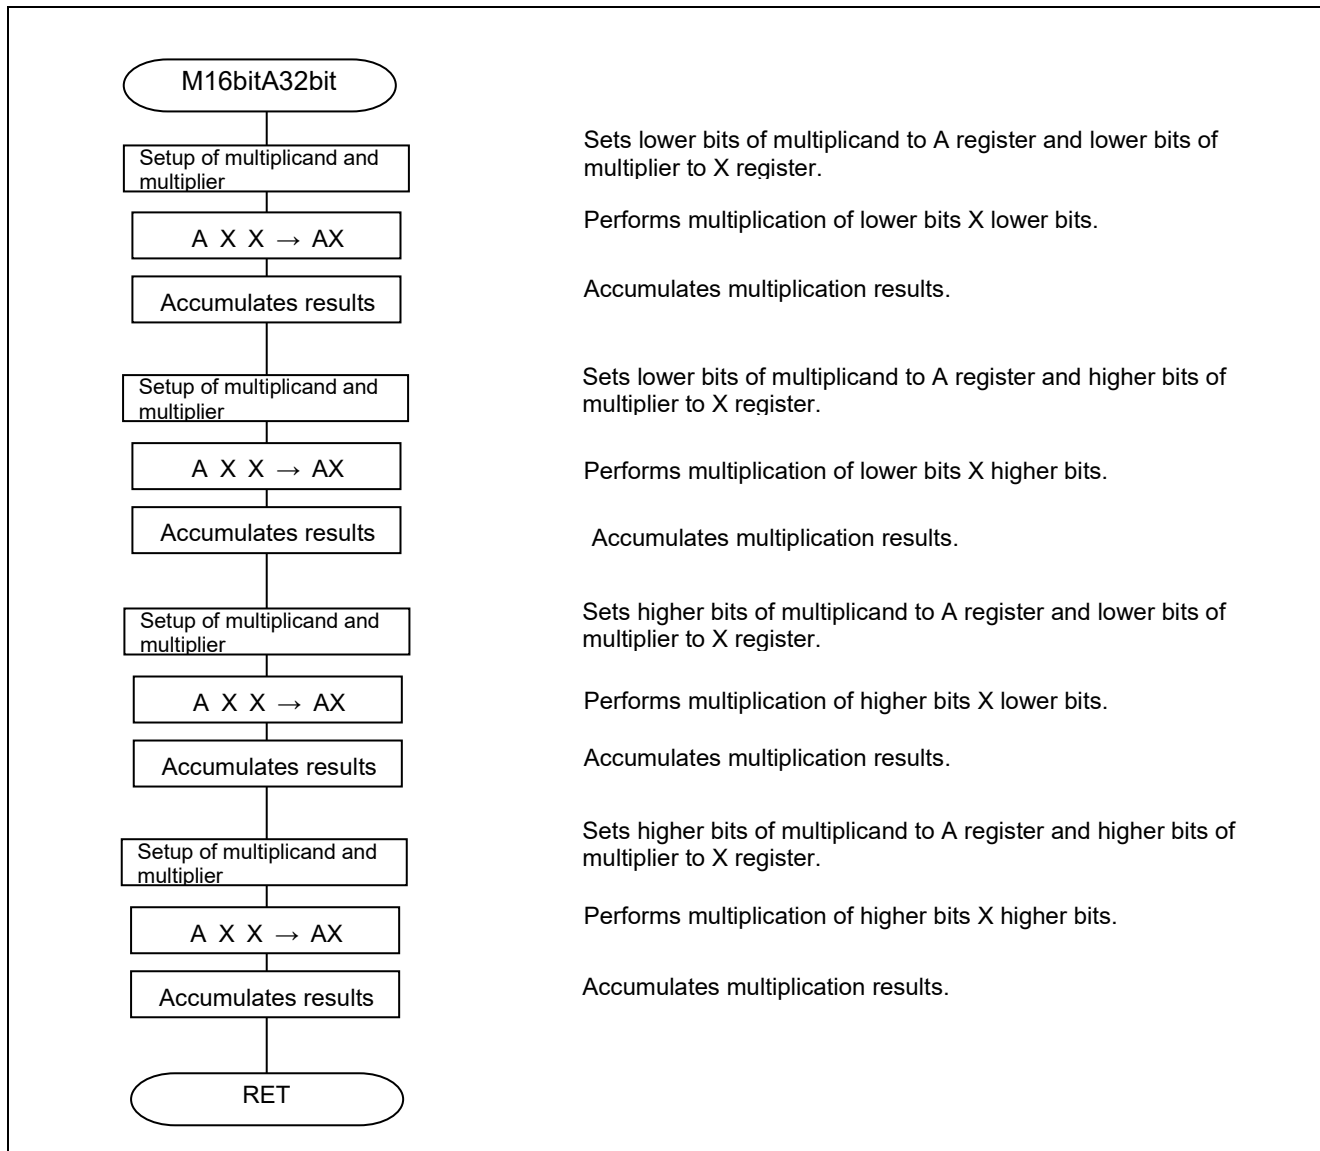 M16bitA32bit
Setup of multiplicand and
multiplier
Sets lower bits of multiplicand to A register and lower bits of
multiplier to X register.
A X X → AX
Performs multiplication of lower bits X lower bits.
Accumulates results
Accumulates multiplication results.
Setup of multiplicand and
multiplier
Sets lower bits of multiplicand to A register and higher bits of
multiplier to X register.
A X X → AX
Performs multiplication of lower bits X higher bits.
Accumulates results
Accumulates multiplication results.
Setup of multiplicand and
multiplier
Sets higher bits of multiplicand to A register and lower bits of
multiplier to X register.
A X X → AX
Performs multiplication of higher bits X lower bits.
Accumulates results
Accumulates multiplication results.
Setup of multiplicand and
multiplier
Sets higher bits of multiplicand to A register and higher bits of
multiplier to X register.
A X X → AX
Performs multiplication of higher bits X higher bits.
Accumulates results
Accumulates multiplication results.
RET